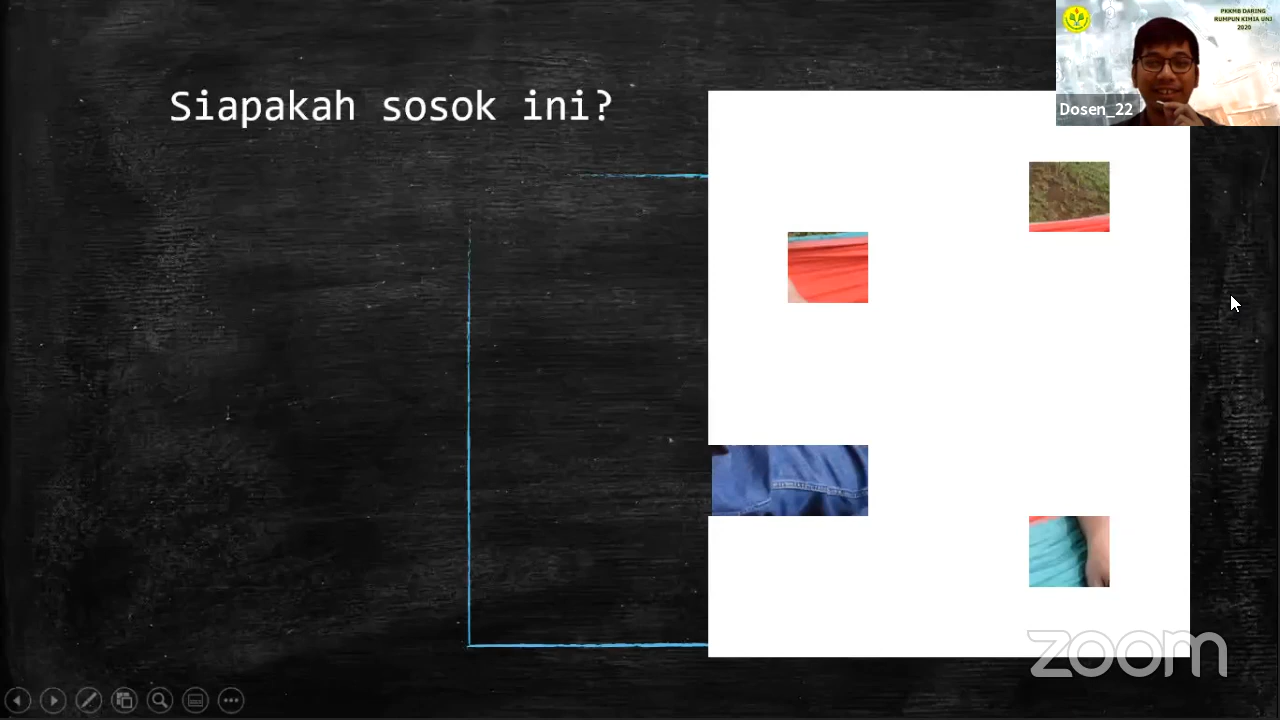 PKKMB DARING
RUMPUN KIMIA UNJ
2020
Siapakah sosok ini?
Dosen_22
zoom